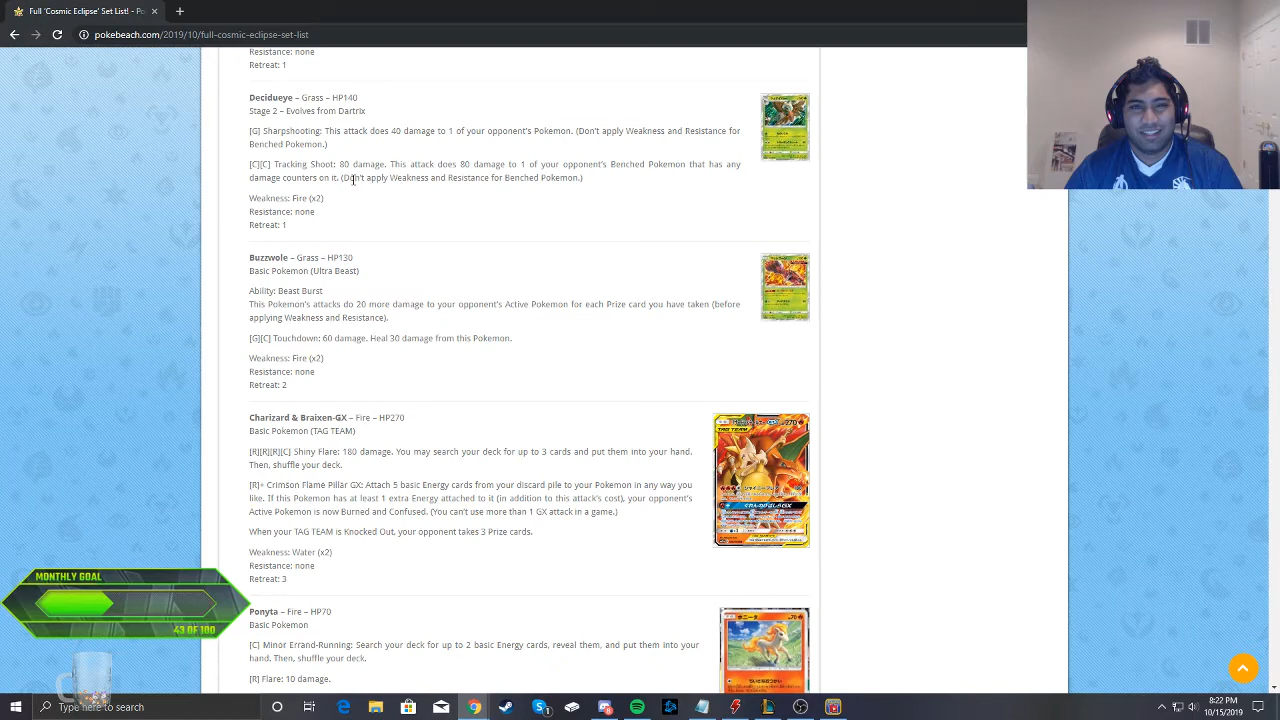 Full 'Cosmic Eclipse' Set List! – Po
pokebeach.com/2019/10/full-cosmic-eclipse-set-list
Resistance: none
Retreat: 1
Decidueye – Grass – HP140
Stage 2 – Evolves from Dartrix
[G] Sharpshooting: This attack does 40 damage to 1 of your opponents Pokemon. (Don't apply Weakness and Resistance for
Benched Pokemon.)
[C][C] Tracking Shoot: 80 damage. This attack does 80 damage to 1 of your opponent's Benched Pokemon that has any
damage counters on it. (Don't apply Weakness and Resistance for Benched Pokemon.)
Weakness: Fire (x2)
Resistance: none
Retreat: 1
Buzzwole – Grass – HP130
Basic Pokemon (Ultra Beast)
Ability: Beast Burst
This Pokemon's attacks do 20 more damage to your opponent's Active Pokemon for each Prize card you have taken (before
applying Weakness and Resistance).
[G][C] Touchdown: 60 damage. Heal 30 damage from this Pokemon.
Weakness: Fire (x2)
Resistance: none
Retreat: 2
Charizard & Braixen-GX – Fire – HP270
Basic Pokemon (TAG TEAM)
[R][R][R][C] Shiny Flare: 180 damage. You may search your deck for up to 3 cards and put them into your hand.
Then, shuffle your deck.
[R]+ Crimson Flame Pillar GX: Attach 5 basic Energy cards from your discard pile to your Pokemon in any way you
like. If this Pokemon has at least 1 extra Energy attached to it (in addition to this attack's cost), your opponent's
Active Pokemon is now Burned and Confused. (You can't use more than 1 GX attack in a game.)
When your TAG TEAM is Knocked Out, your opponent takes 3 Prize cards.
Weakness: Water (x2)
Resistance: none
Retreat: 3
TAG TEAM
270
MONTHLY GOAL
43 OF 100
Ponyta – Fire – HP70
Basic Pokemon
[C] Minor Errand-Running: Search your deck for up to 2 basic Energy cards, reveal them, and put them into your
hand. Then, shuffle your deck.
[R] Flare: 10 damage.
ポニータ
70
Type here to search
8:22 PM
10/15/2019